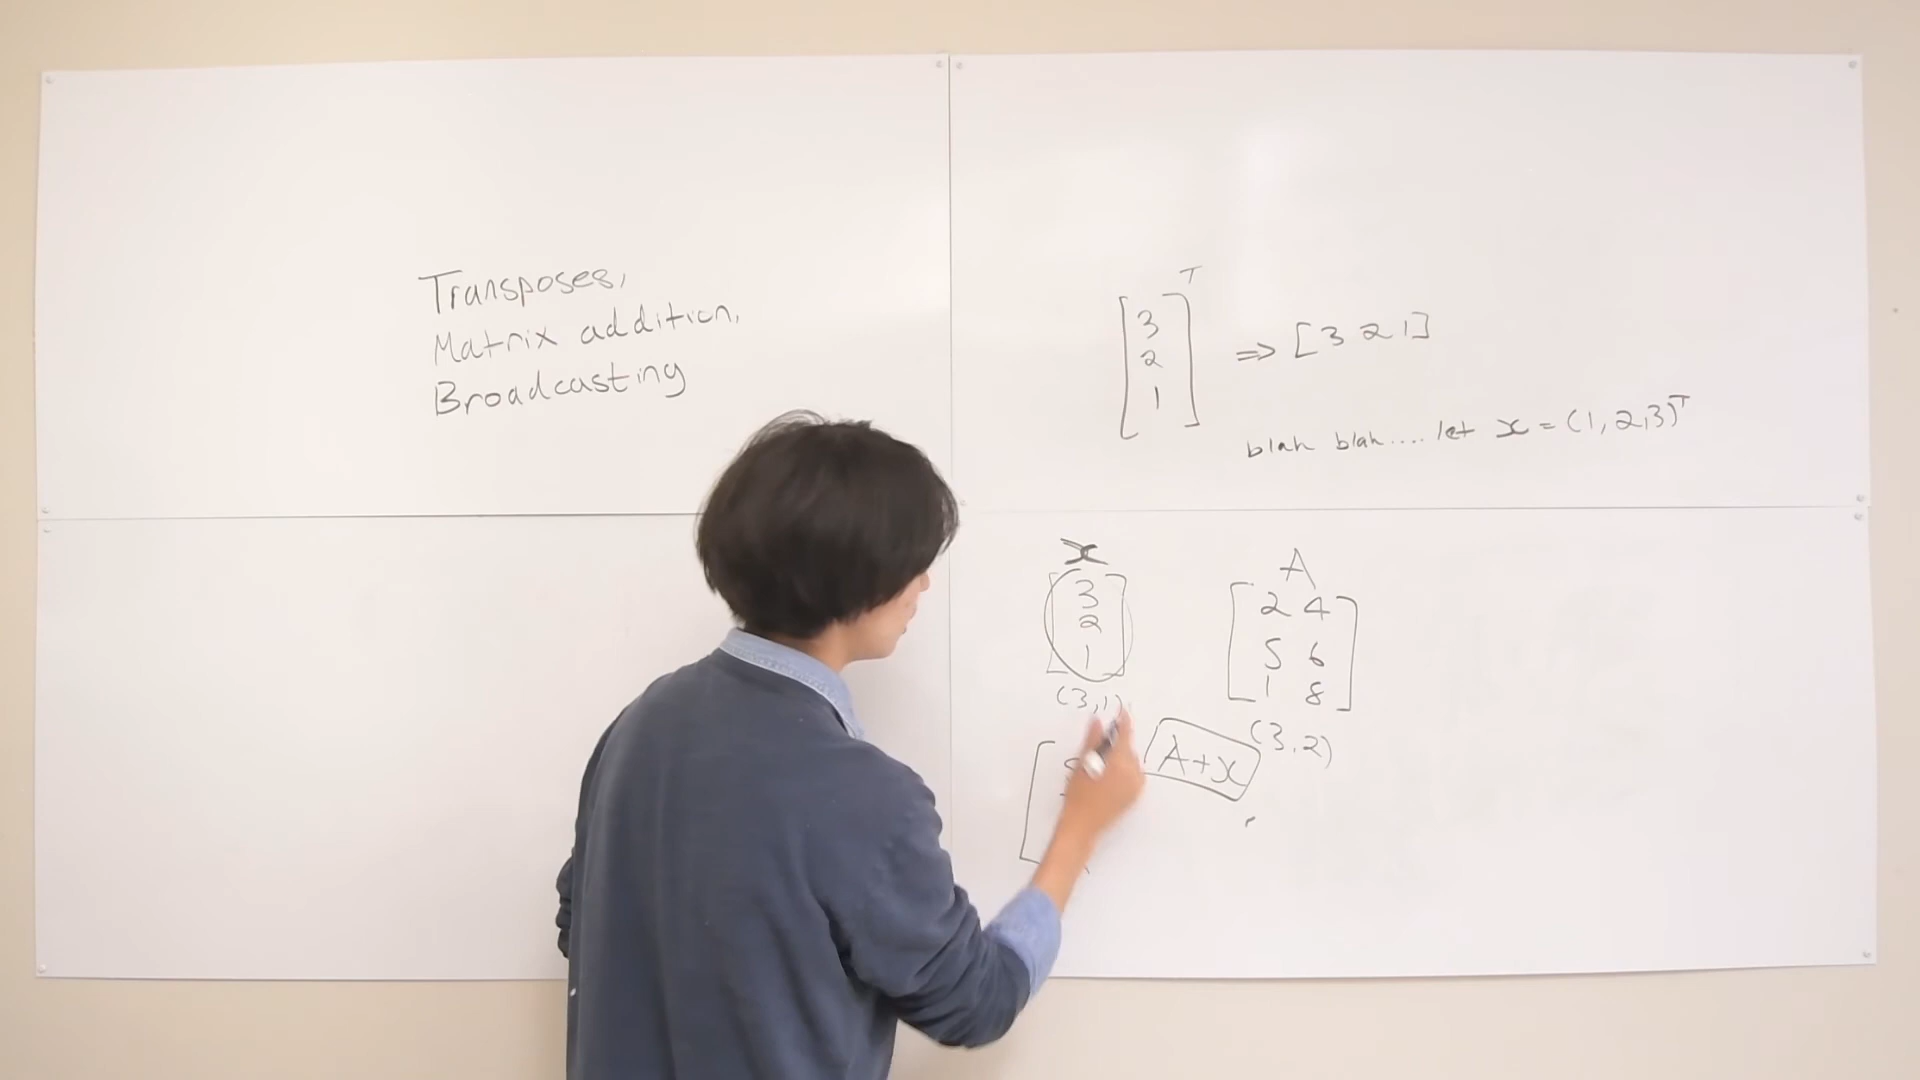 Transposes,
Matrix addition,
Broadcasting
[3 2 1]^T => [3 2 1]
blah blah.... let x = (1, 2, 3)^T
x
3
2
1
(3,1)
A
2 4
5 6
1 8
(3,2)
A+x